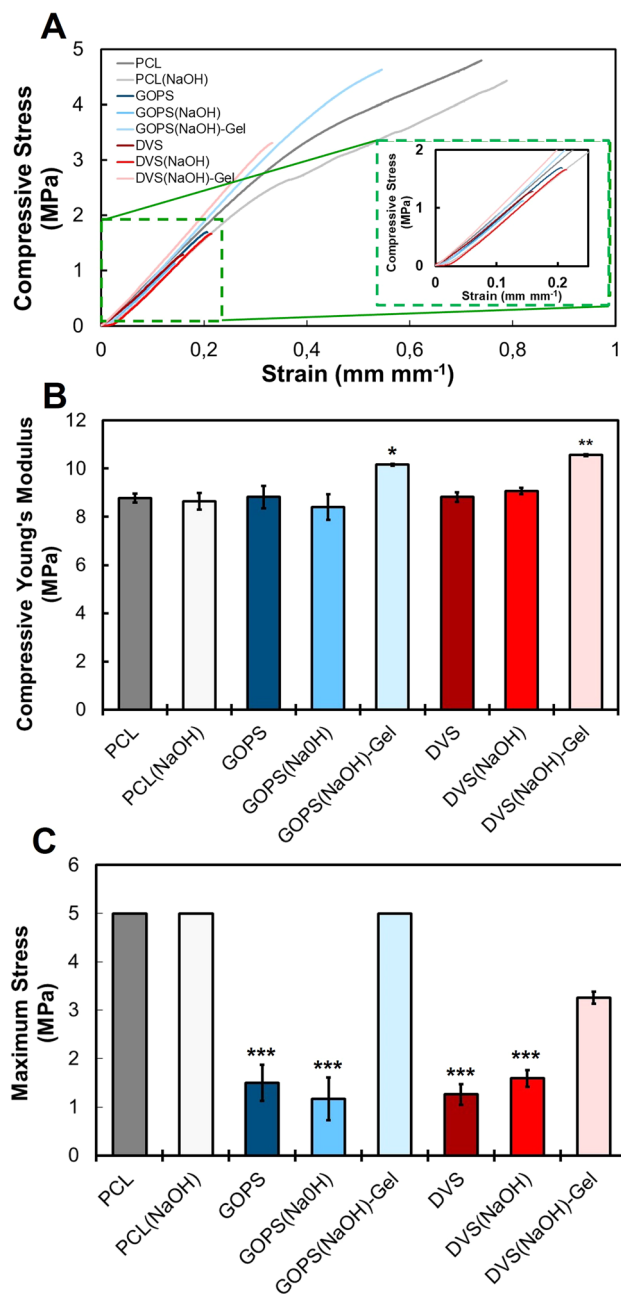 A
Compressive Stress
(MPa)
5
4
3
2
1
0
PCL
PCL(NaOH)
GOPS
GOPS(NaOH)
GOPS(NaOH)-Gel
DVS
DVS(NaOH)
DVS(NaOH)-Gel
Compressive Stress
(MPa)
2
1
0
0
0,1
0,2
Strain (mm mm-1)
0
0,2
0,4
0,6
0,8
1
Strain (mm mm-1)
B
Compressive Young's Modulus
(MPa)
12
10
8
6
4
2
0
*
**
PCL
PCL(NaOH)
GOPS
GOPS(Na0H)
GOPS(NaOH)-Gel
DVS
DVS(NaOH)
DVS(NaOH)-Gel
C
Maximum Stress
(MPa)
6
5
4
3
2
1
0
***
***
***
***
PCL
PCL(NaOH)
GOPS
GOPS(Na0H)
GOPS(NaOH)-Gel
DVS
DVS(NaOH)
DVS(NaOH)-Gel